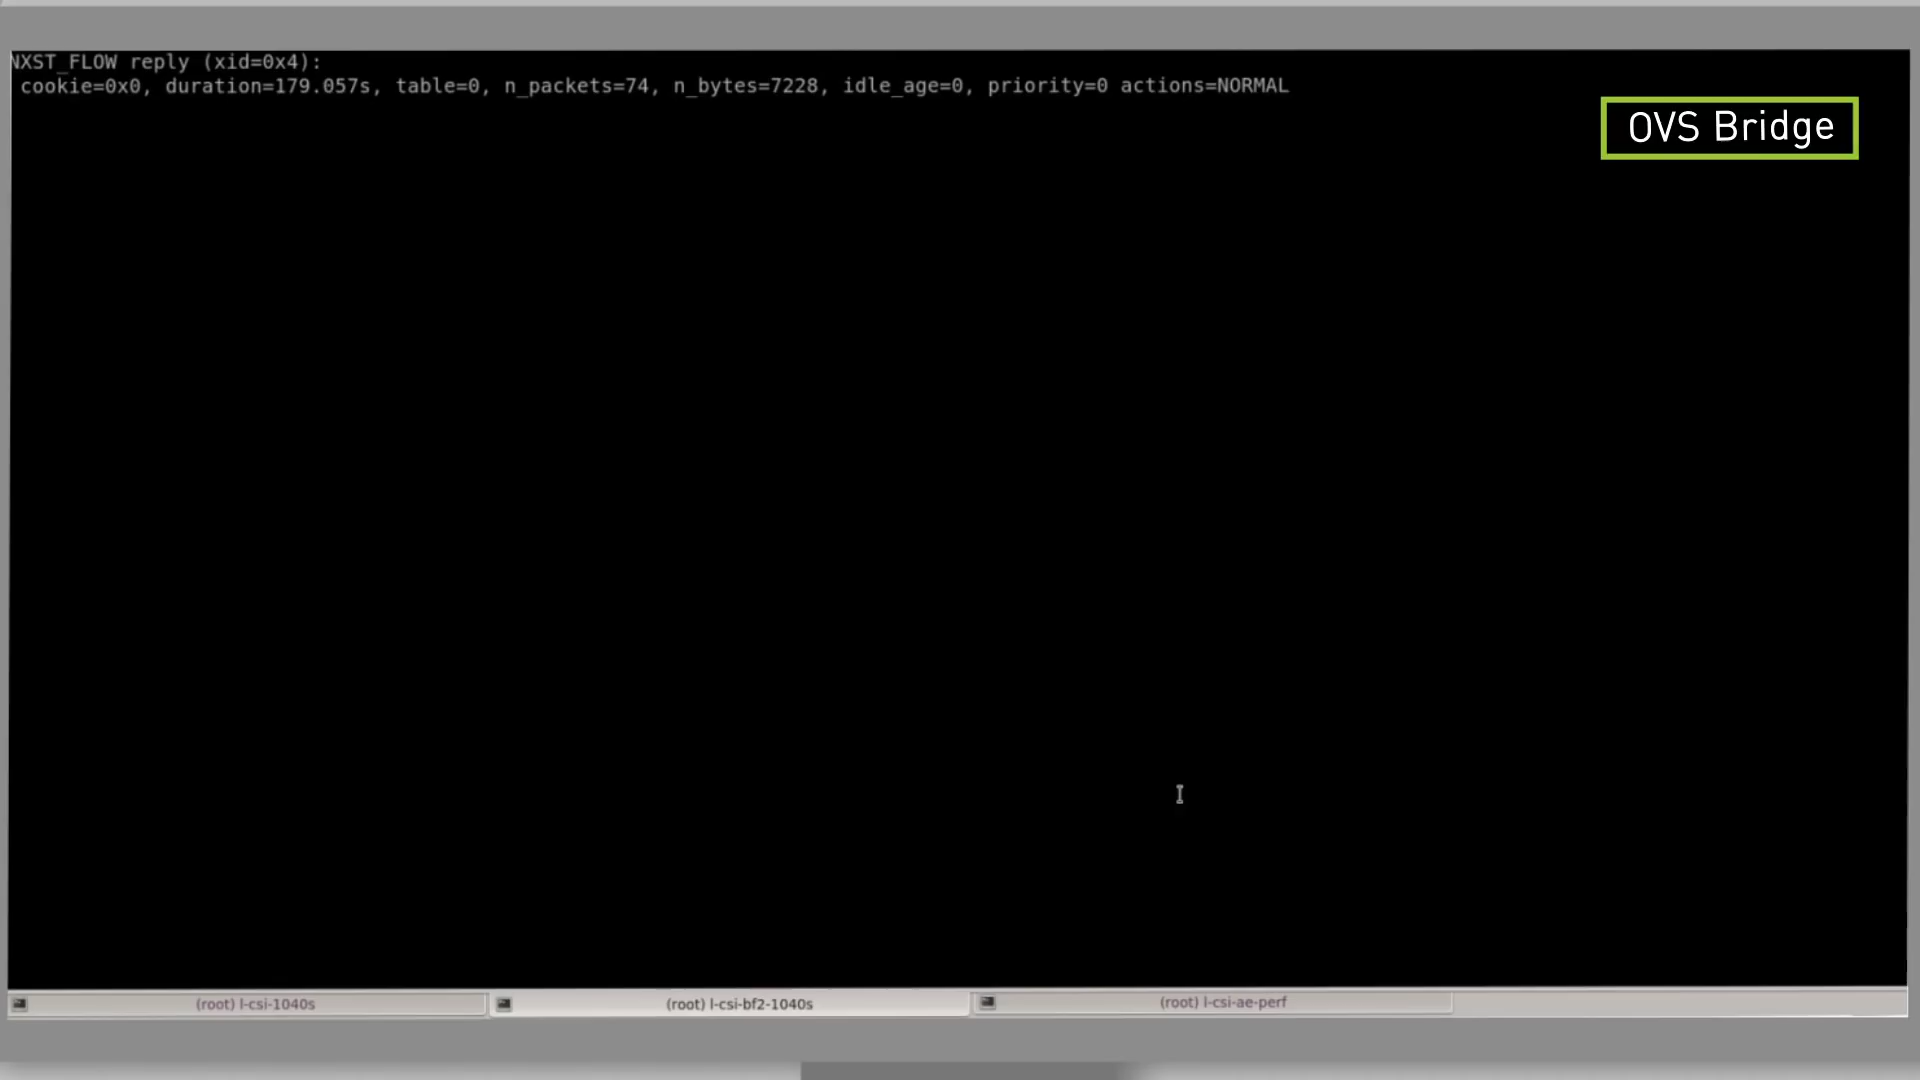 NXST_FLOW reply (xid=0x4):
cookie=0x0, duration=179.057s, table=0, n_packets=74, n_bytes=7228, idle_age=0, priority=0 actions=NORMAL
OVS Bridge
(root) l-csi-1040s
(root) l-csi-bf2-1040s
(root) l-csi-ae-perf